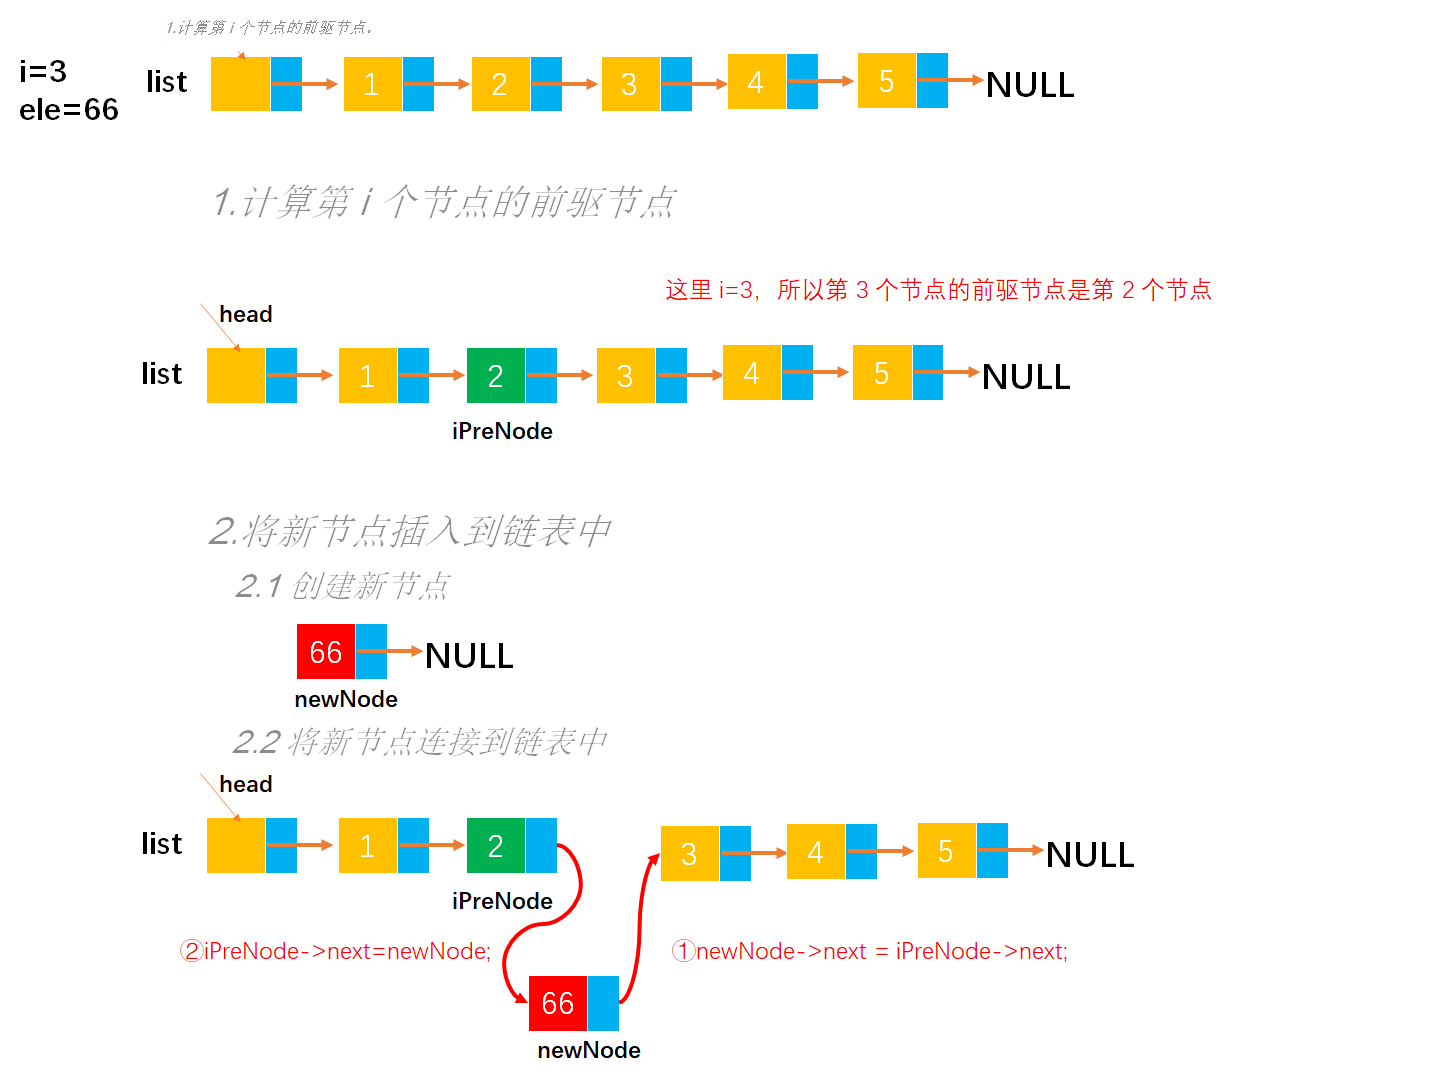 1.计算第 i 个节点的前驱节点。
i=3
ele=66
list 1 2 3 4 5 NULL
1.计算第 i 个节点的前驱节点
这里 i=3，所以第 3 个节点的前驱节点是第 2 个节点
head
list 1 2 3 4 5 NULL
iPreNode
2.将新节点插入到链表中
2.1 创建新节点
66 NULL
newNode
2.2 将新节点连接到链表中
head
list 1 2 3 4 5 NULL
iPreNode
②iPreNode->next=newNode; ①newNode->next = iPreNode->next;
66
newNode